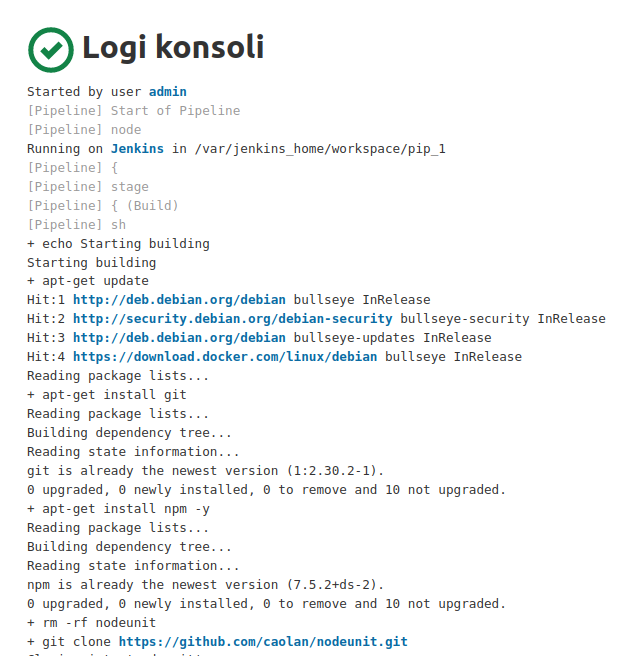 Logi konsoli
Started by user admin
[Pipeline] Start of Pipeline
[Pipeline] node
Running on Jenkins in /var/jenkins_home/workspace/pip_1
[Pipeline] {
[Pipeline] stage
[Pipeline] { (Build)
[Pipeline] sh
+ echo Starting building
Starting building
+ apt-get update
Hit:1 http://deb.debian.org/debian bullseye InRelease
Hit:2 http://security.debian.org/debian-security bullseye-security InRelease
Hit:3 http://deb.debian.org/debian bullseye-updates InRelease
Hit:4 https://download.docker.com/linux/debian bullseye InRelease
Reading package lists...
+ apt-get install git
Reading package lists...
Building dependency tree...
Reading state information...
git is already the newest version (1:2.30.2-1).
0 upgraded, 0 newly installed, 0 to remove and 10 not upgraded.
+ apt-get install npm -y
Reading package lists...
Building dependency tree...
Reading state information...
npm is already the newest version (7.5.2+ds-2).
0 upgraded, 0 newly installed, 0 to remove and 10 not upgraded.
+ rm -rf nodeunit
+ git clone https://github.com/caolan/nodeunit.git